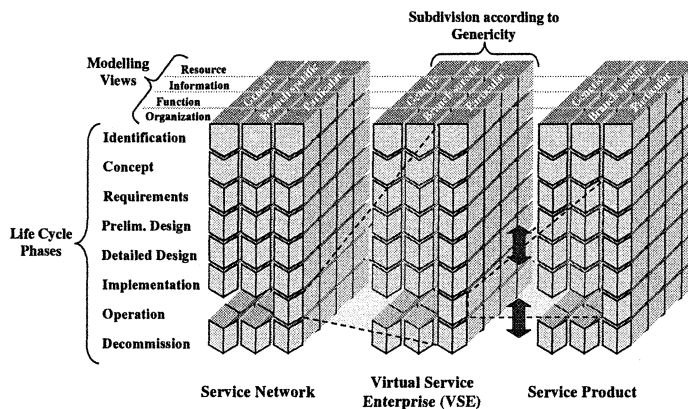 Subdivision according to
Genericity
Modelling
Views
Resource
Information
Function
Organization
Generic
Generic
Generic
Life Cycle
Phases
Identification
Concept
Requirements
Prelim. Design
Detailed Design
Implementation
Operation
Decommission
Service Network
Virtual Service
Enterprise (VSE)
Service Product